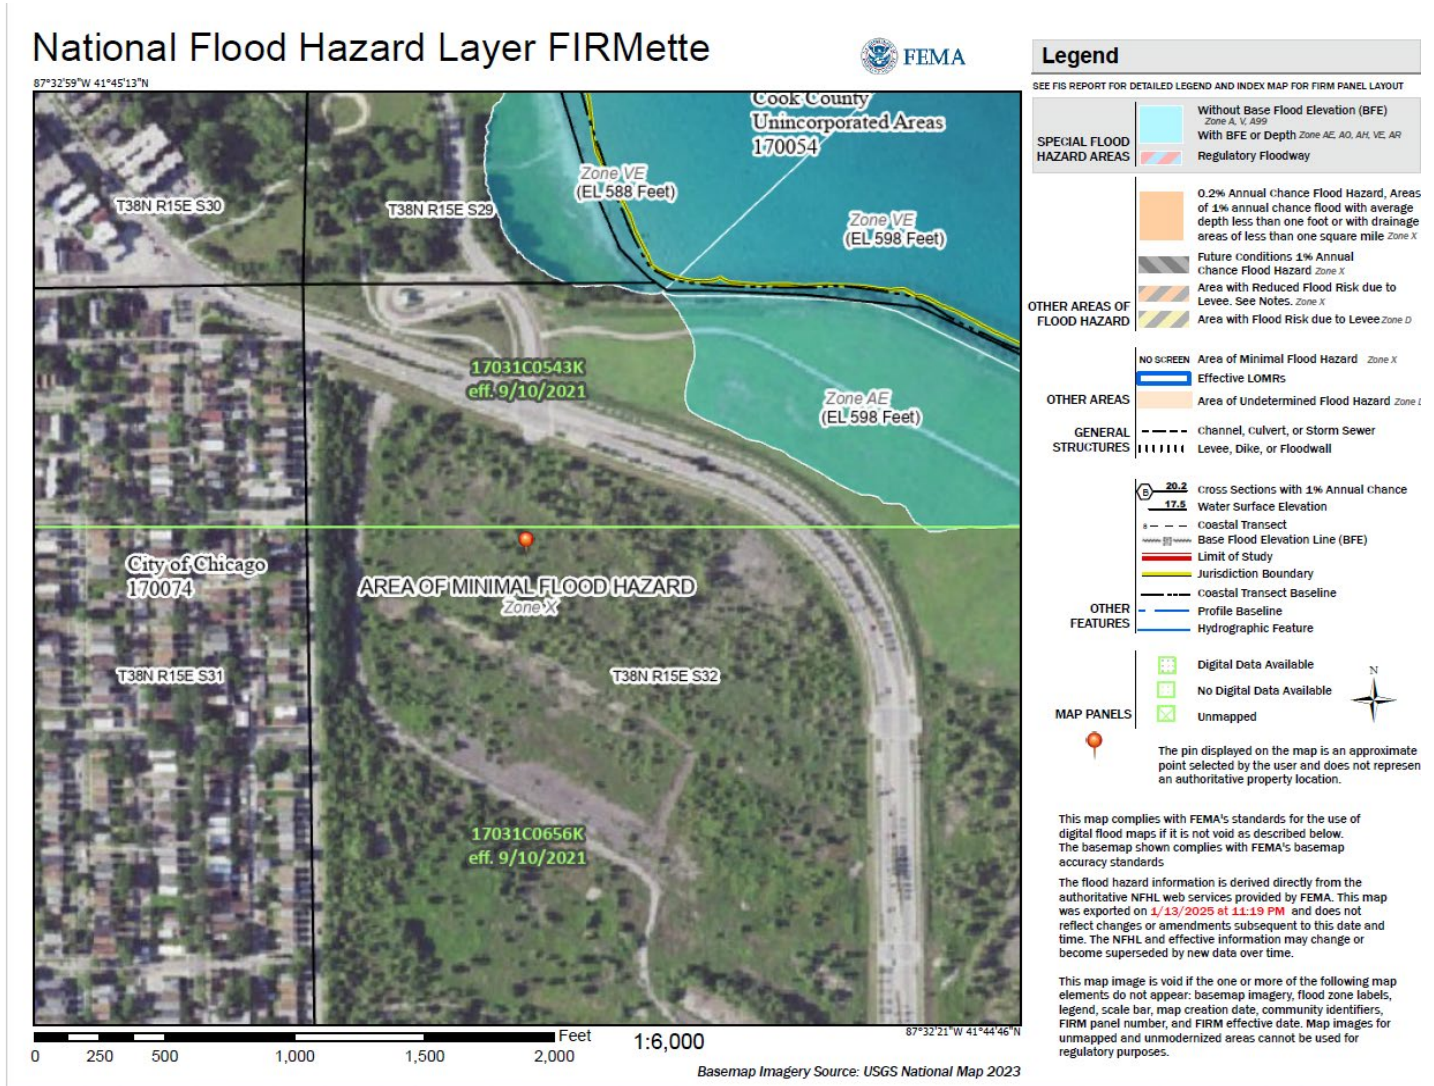 National Flood Hazard Layer FIRMette
FEMA
87°32'59"W 41°45'13"N
Cook County
Unincorporated Areas
170054
Zone VE
(EL 588 Feet)
T38N R15E S30
T38N R15E S29
Zone VE
(EL 598 Feet)
17031C0543K
eff. 9/10/2021
Zone AE
(EL 598 Feet)
City of Chicago
170074
AREA OF MINIMAL FLOOD HAZARD
Zone X
T38N R15E S31
T38N R15E S32
17031C0656K
eff. 9/10/2021
87°32'21"W 41°44'46"N
Feet
1:6,000
0 250 500 1,000 1,500 2,000
Basemap Imagery Source: USGS National Map 2023
Legend
SEE FIS REPORT FOR DETAILED LEGEND AND INDEX MAP FOR FIRM PANEL LAYOUT
SPECIAL FLOOD
HAZARD AREAS
Without Base Flood Elevation (BFE)
Zone A, V, A99
With BFE or Depth Zone AE, AO, AH, VE, AR
Regulatory Floodway
0.2% Annual Chance Flood Hazard, Areas
of 1% annual chance flood with average
depth less than one foot or with drainage
areas of less than one square mile Zone X
Future Conditions 1% Annual
Chance Flood Hazard Zone X
Area with Reduced Flood Risk due to
Levee. See Notes. Zone X
Area with Flood Risk due to Levee Zone D
OTHER AREAS OF
FLOOD HAZARD
NO SCREEN Area of Minimal Flood Hazard Zone X
Effective LOMRs
OTHER AREAS
Area of Undetermined Flood Hazard Zone
GENERAL
STRUCTURES
Channel, Culvert, or Storm Sewer
Levee, Dike, or Floodwall
B 20.2 Cross Sections with 1% Annual Chance
17.5 Water Surface Elevation
8 Coastal Transect
Base Flood Elevation Line (BFE)
Limit of Study
Jurisdiction Boundary
Coastal Transect Baseline
OTHER
FEATURES
Profile Baseline
Hydrographic Feature
Digital Data Available
No Digital Data Available
Unmapped
MAP PANELS
N
The pin displayed on the map is an approximate
point selected by the user and does not represen
an authoritative property location.
This map complies with FEMA's standards for the use of
digital flood maps if it is not void as described below.
The basemap shown complies with FEMA's basemap
accuracy standards
The flood hazard information is derived directly from the
authoritative NFHL web services provided by FEMA. This map
was exported on 1/13/2025 at 11:19 PM and does not
reflect changes or amendments subsequent to this date and
time. The NFHL and effective information may change or
become superseded by new data over time.
This map image is void if the one or more of the following map
elements do not appear: basemap imagery, flood zone labels,
legend, scale bar, map creation date, community identifiers,
FIRM panel number, and FIRM effective date. Map images for
unmapped and unmodernized areas cannot be used for
regulatory purposes.